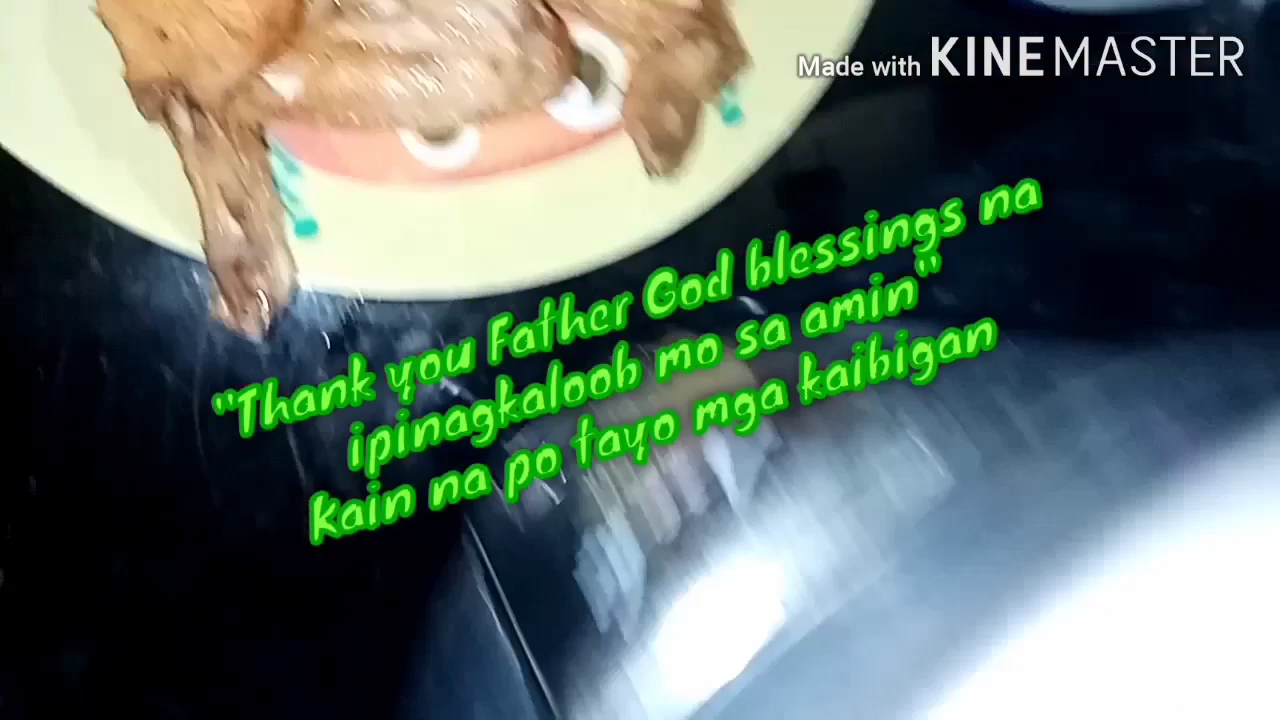 Made with KINEMASTER
"Thank you Father God blessings na
ipinagkaloob mo sa amin"
kain na po tayo mga kaibigan